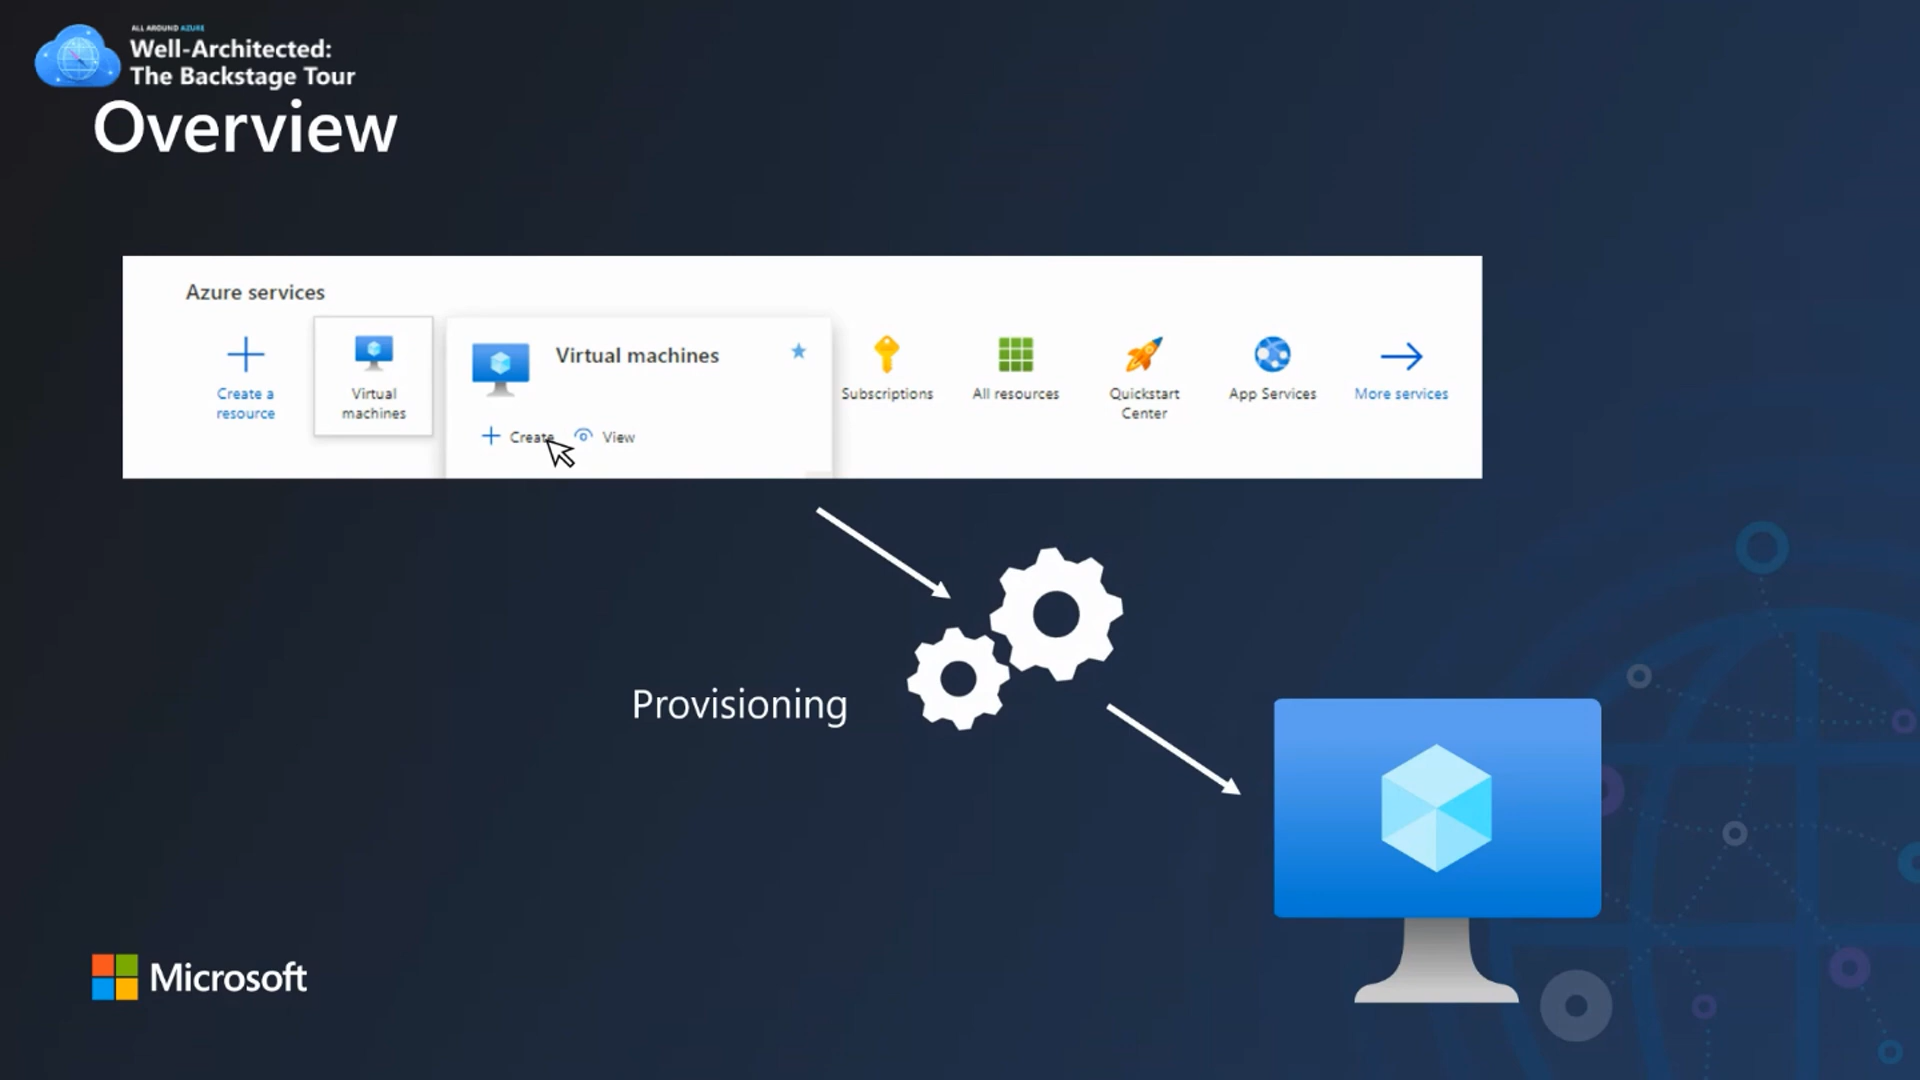 ALL AROUND AZURE
Well-Architected:
The Backstage Tour
Overview
Azure services
Create a
resource
Virtual
machines
Virtual machines
Create
View
Subscriptions
All resources
Quickstart
Center
App Services
More services
Provisioning
Microsoft